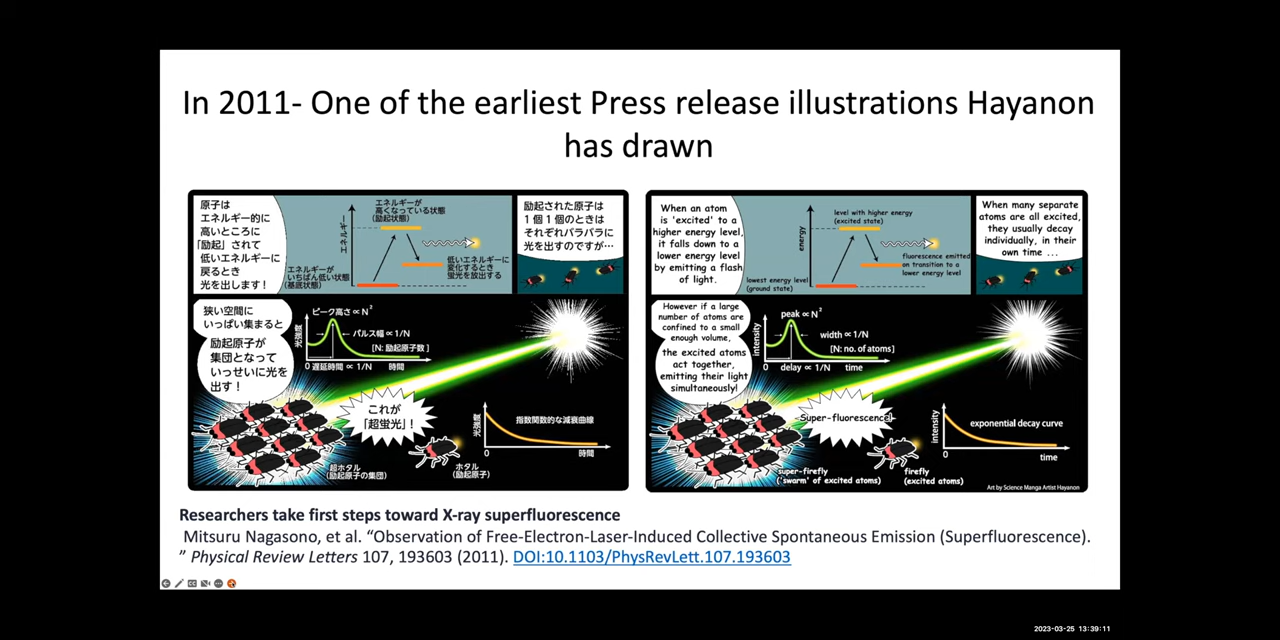 In 2011- One of the earliest Press release illustrations Hayanon
has drawn
原子は
エネルギー的に
高いところに
「励起」されて
低いエネルギーに
戻るとき
光を出します!
エネルギーが
高くなっている状態
(励起状態)
エネルギー
低いエネルギーに
変化するとき
蛍光を放出する
エネルギーが
いちばん低い状態
(基底状態)
励起された原子は
1個1個のときは
それぞれバラバラに
光を出すのですが…
狭い空間に
いっぱい集まると
励起原子が
集団となって
いっせいに光を
出す!
ピーク高さ∝N²
光強度
パルス幅∝1/N
[N: 励起原子数]
0 遅延時間∝1/N 時間
これが
「超蛍光」!
超ホタル
(励起原子の集団)
ホタル
(励起原子)
光強度
指数関数的な減衰曲線
0
時間
When an atom
is 'excited' to a
higher energy level,
it falls down to a
lower energy level
by emitting a flash
of light.
level with higher energy
(excited state)
energy
fluorescence emitted
on transition to a
lower energy level
lowest energy level
(ground state)
When many separate
atoms are all excited,
they usually decay
individually, in their
own time ...
However if a large
number of atoms are
confined to a small
enough volume,
the excited atoms
act together,
emitting their light
simultaneously!
peak ∝ N²
intensity
width ∝ 1/N
[N: no. of atoms]
0 delay ∝ 1/N time
Super-fluorescence!
super-firefly
('swarm' of excited atoms)
firefly
(excited atoms)
intensity
exponential decay curve
0
time
Art by Science Manga Artist Hayanon
Researchers take first steps toward X-ray superfluorescence
Mitsuru Nagasono, et al. “Observation of Free-Electron-Laser-Induced Collective Spontaneous Emission (Superfluorescence).
” Physical Review Letters 107, 193603 (2011). DOI:10.1103/PhysRevLett.107.193603
2023-03-25 13:39:11